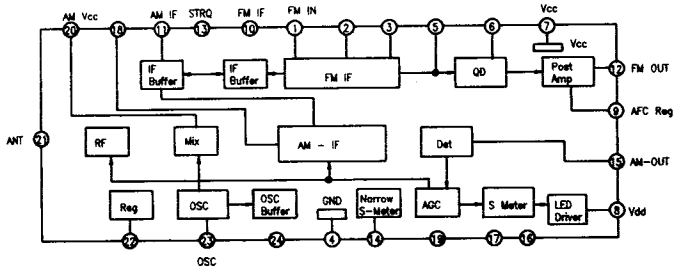 AM Vcc AM IF STRQ FM IF FM IN Vcc
20 18 11 13 10 1 2 3 5 6 7
Vcc
IF Buffer IF Buffer FM IF QD Post Amp 12 FM OUT
9 AFC Reg
ANT 21 RF Mix AM - IF Det 15 AM-OUT
Reg OSC OSC Buffer GND Narrow S-Meter AGC S Meter LED Driver 8 Vdd
22 23 24 4 14 19 17 16
OSC